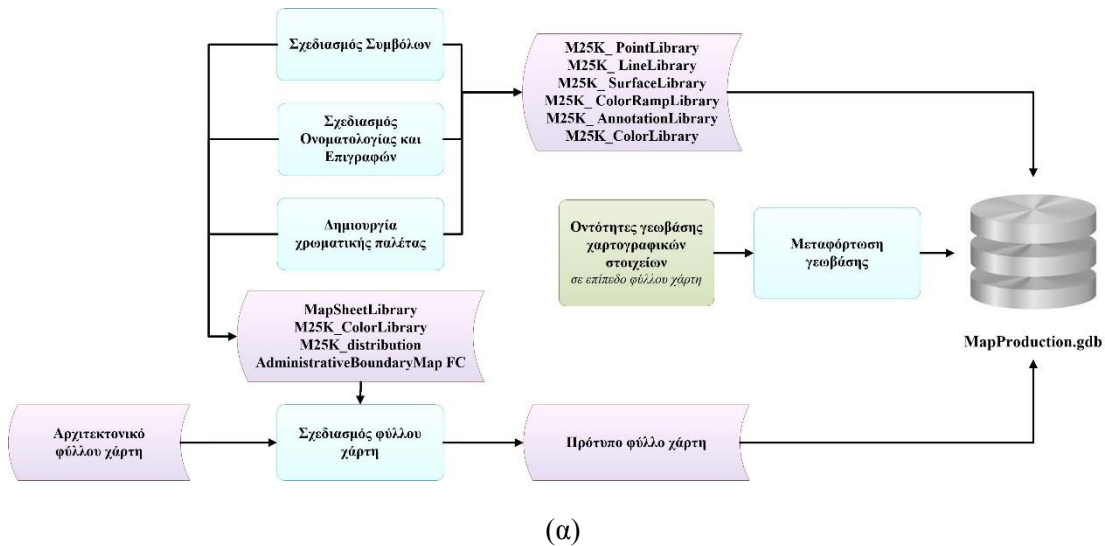 Σχεδιασμός Συμβόλων
Σχεδιασμός
Ονοματολογίας και
Επιγραφών
Δημιουργία
χρωματικής παλέτας
M25K_ PointLibrary
M25K_ LineLibrary
M25K_ SurfaceLibrary
M25K_ ColorRampLibrary
M25K_ AnnotationLibrary
M25K_ColorLibrary
Οντότητες γεωβάσης
χαρτογραφικών
στοιχείων
σε επίπεδο φύλλου χάρτη
Μεταφόρτωση
γεωβάσης
MapProduction.gdb
MapSheetLibrary
M25K_ColorLibrary
M25K_distribution
AdministrativeBoundaryMap FC
Αρχιτεκτονικό
φύλλου χάρτη
Σχεδιασμός φύλλου
χάρτη
Πρότυπο φύλλο χάρτη
(α)